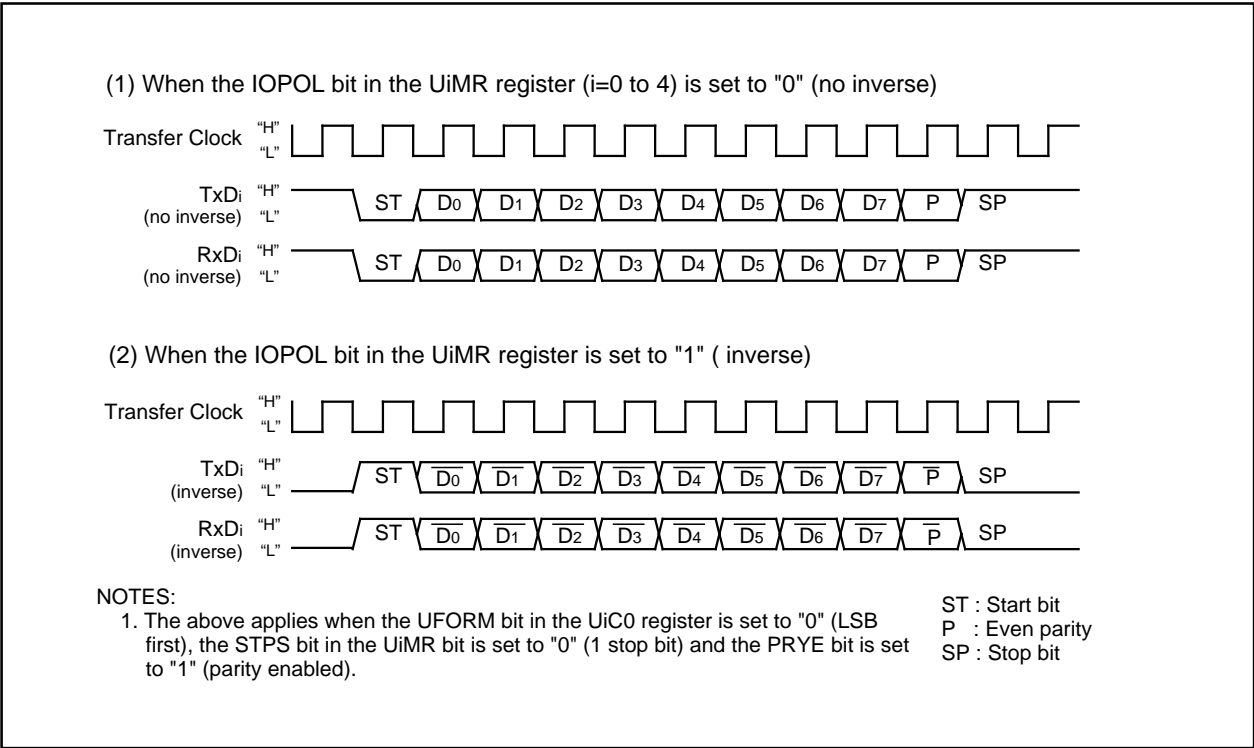 (1) When the IOPOL bit in the UiMR register (i=0 to 4) is set to "0" (no inverse)
Transfer Clock “H” “L”
TxDi (no inverse) “H” “L” ST D0 D1 D2 D3 D4 D5 D6 D7 P SP
RxDi (no inverse) “H” “L” ST D0 D1 D2 D3 D4 D5 D6 D7 P SP
(2) When the IOPOL bit in the UiMR register is set to "1" ( inverse)
Transfer Clock “H” “L”
TxDi (inverse) “H” “L” ST D0 D1 D2 D3 D4 D5 D6 D7 P SP
RxDi (inverse) “H” “L” ST D0 D1 D2 D3 D4 D5 D6 D7 P SP
NOTES:
1. The above applies when the UFORM bit in the UiC0 register is set to "0" (LSB
first), the STPS bit in the UiMR bit is set to "0" (1 stop bit) and the PRYE bit is set
to "1" (parity enabled).
ST : Start bit
P : Even parity
SP : Stop bit